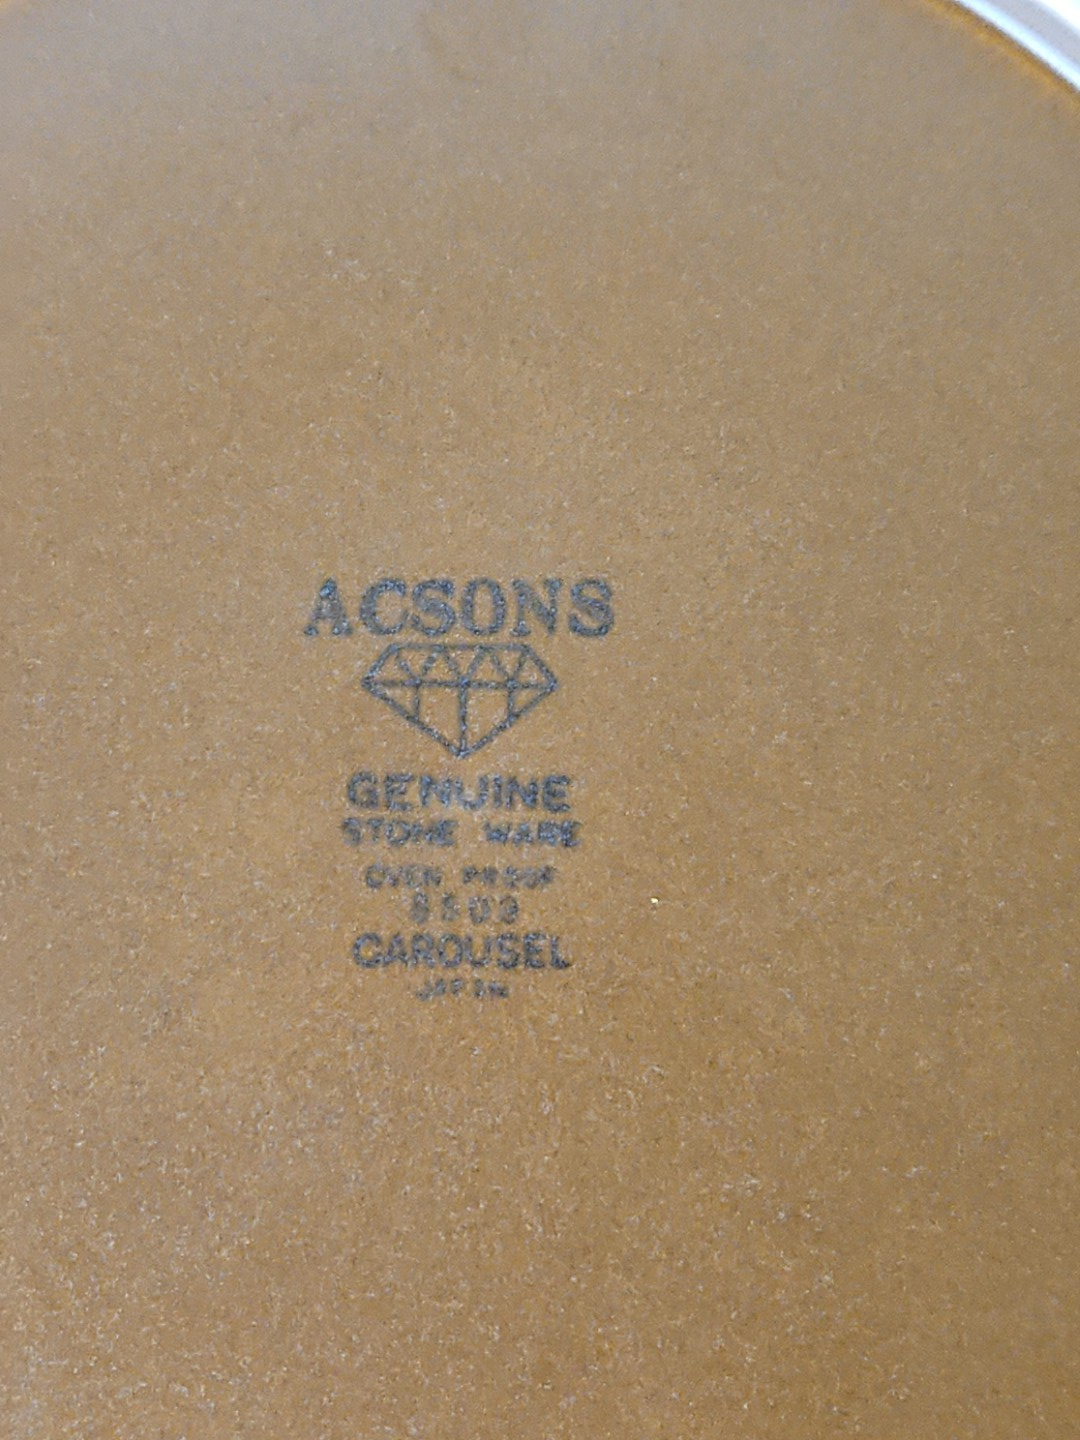 ACSONS
GENUINE
STONE WARE
OVEN PROOF
CAROUSEL
JAPAN